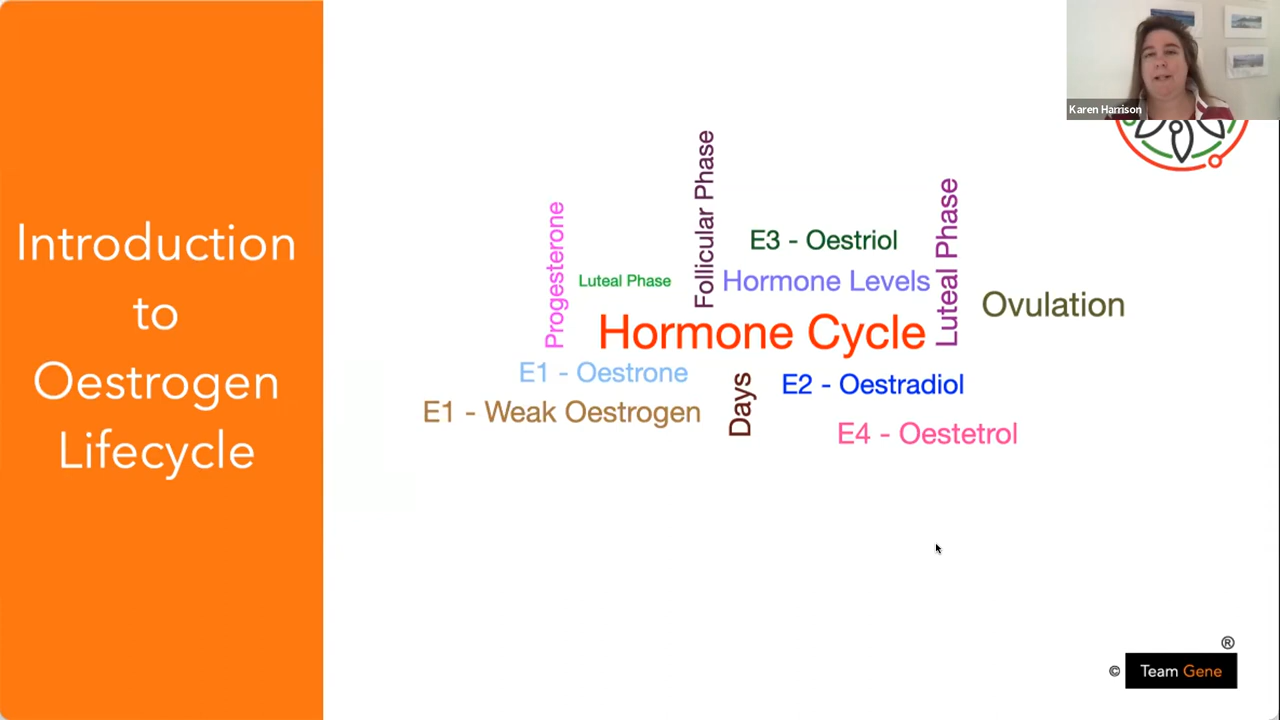 Introduction
to
Oestrogen
Lifecycle
Karen Harrison
Progesterone
Luteal Phase
Follicular Phase
E3 - Oestriol
Hormone Levels
Luteal Phase
Ovulation
Hormone Cycle
E1 - Oestrone
E1 - Weak Oestrogen
Days
E2 - Oestradiol
E4 - Oestetrol
®
© Team Gene